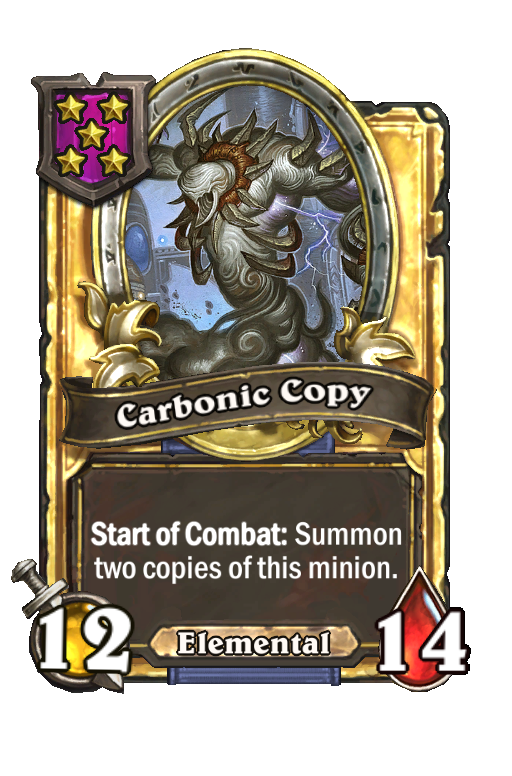 Carbonic Copy
Start of Combat: Summon
two copies of this minion.
12
Elemental
14